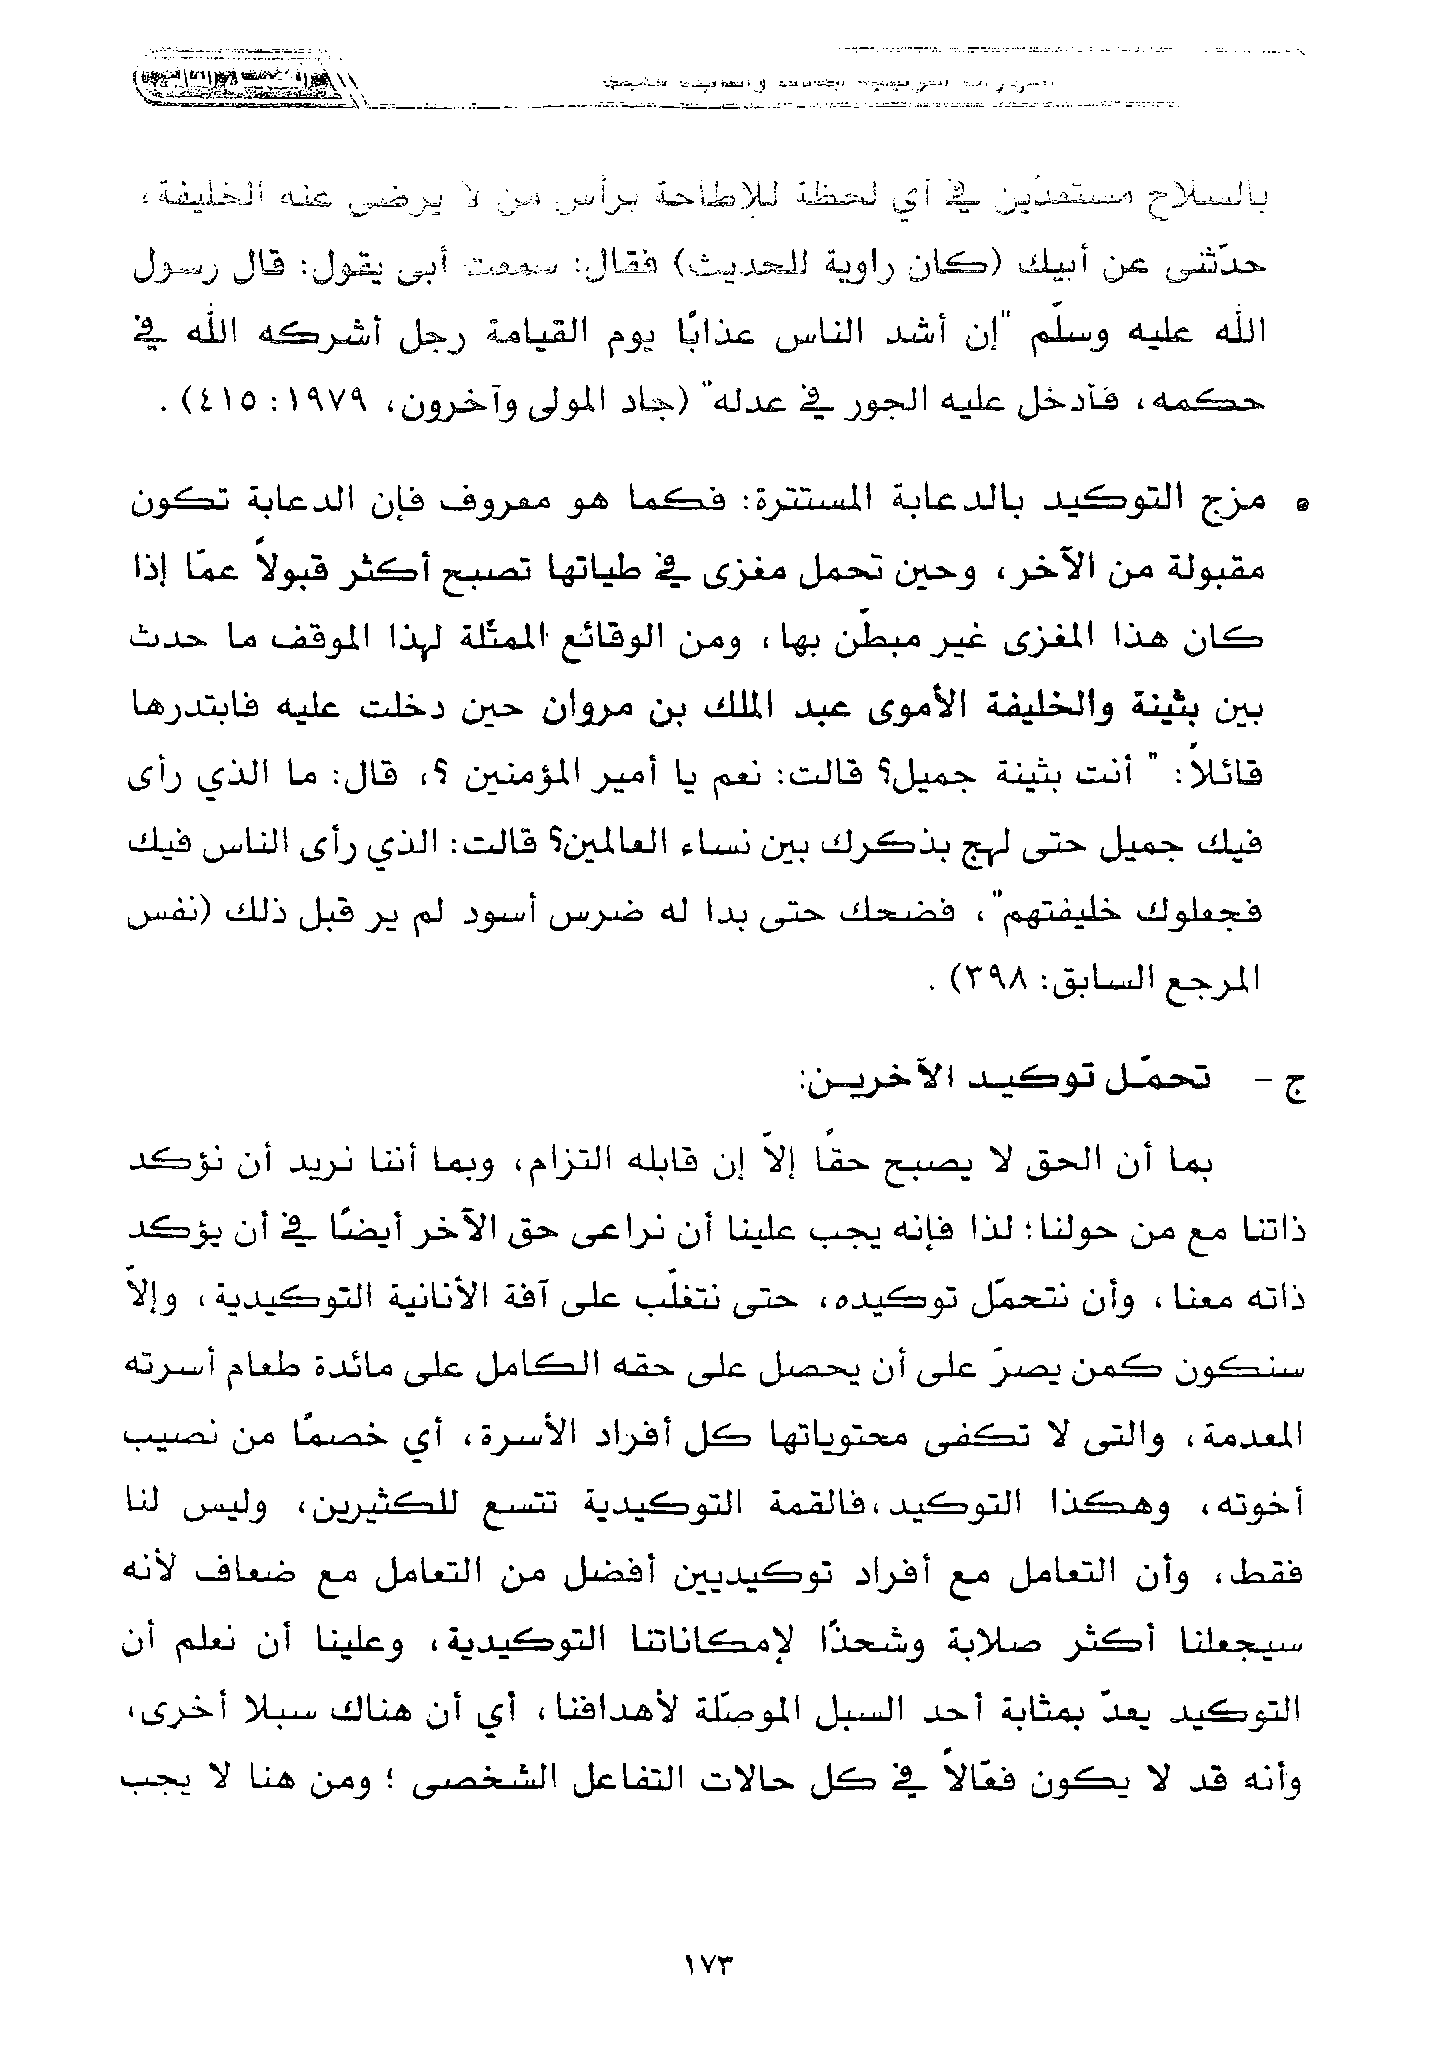 بالسلاح مستعدّين في أي لحظة للإطاحة برأس من لا يرضى عنه الخليفة،
حدّثنى عن أبيك (كان راوية للحديث) فقال: سمعت أبى يقول: قال رسول
الله عليه وسلّم "إن أشد الناس عذابًا يوم القيامة رجل أشركه الله في
حكمه، فأدخل عليه الجور في عدله" (جاد المولى وآخرون، ١٩٧٩: ٤١٥) .
• مزج التوكيد بالدعابة المستترة: فكما هو معروف فإن الدعابة تكون
مقبولة من الآخر، وحين تحمل مغزى في طياتها تصبح أكثر قبولاً عمّا إذا
كان هذا المغزى غير مبطّن بها، ومن الوقائع الممثّلة لهذا الموقف ما حدث
بين بثينة والخليفة الأموى عبد الملك بن مروان حين دخلت عليه فابتدرها
قائلاً: " أنت بثينة جميل؟ قالت: نعم يا أمير المؤمنين ؟، قال: ما الذي رأى
فيك جميل حتى لهج بذكرك بين نساء العالمين؟ قالت: الذي رأى الناس فيك
فجعلوك خليفتهم"، فضحك حتى بدا له ضرس أسود لم ير قبل ذلك (نفس
المرجع السابق: ٣٩٨) .
ج - تحمّل توكيد الآخرين:
بما أن الحق لا يصبح حقًا إلاّ إن قابله التزام، وبما أننا نريد أن نؤكد
ذاتنا مع من حولنا؛ لذا فإنه يجب علينا أن نراعى حق الآخر أيضًا في أن يؤكد
ذاته معنا، وأن نتحمّل توكيده، حتى نتغلّب على آفة الأنانية التوكيدية، وإلاّ
سنكون كمن يصرّ على أن يحصل على حقه الكامل على مائدة طعام أسرته
المعدمة، والتى لا تكفى محتوياتها كل أفراد الأسرة، أي خصمًا من نصيب
أخوته، وهكذا التوكيد،فالقمة التوكيدية تتسع للكثيرين، وليس لنا
فقط، وأن التعامل مع أفراد توكيديين أفضل من التعامل مع ضعاف لأنه
سيجعلنا أكثر صلابة وشحذًا لإمكاناتنا التوكيدية، وعلينا أن نعلم أن
التوكيد يعدّ بمثابة أحد السبل الموصّلة لأهدافنا، أي أن هناك سبلا أخرى،
وأنه قد لا يكون فعّالاً في كل حالات التفاعل الشخصى ؛ ومن هنا لا يجب
١٧٣